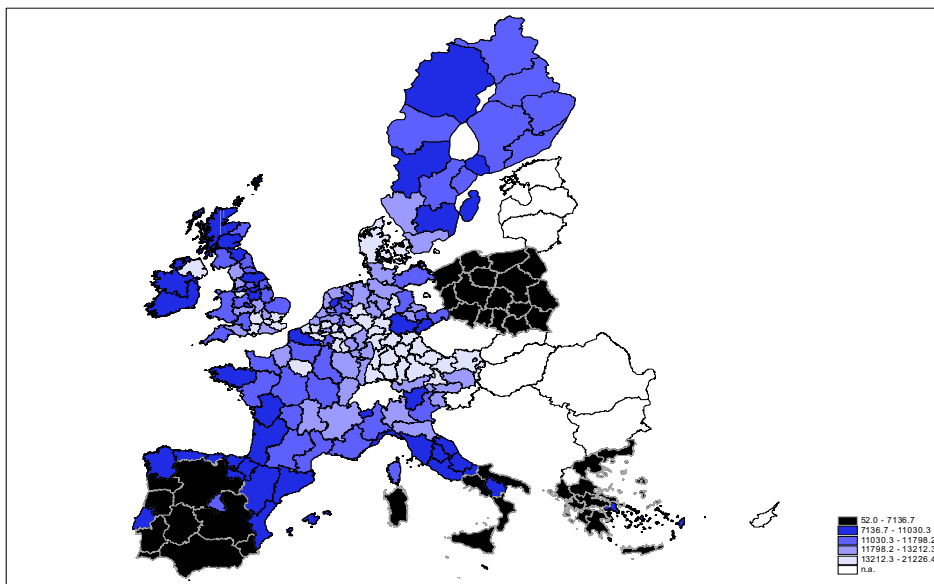 52.0 - 7136.7
7136.7 - 11030.3
11030.3 - 11798.2
11798.2 - 13212.3
13212.3 - 21226.4
n.a.